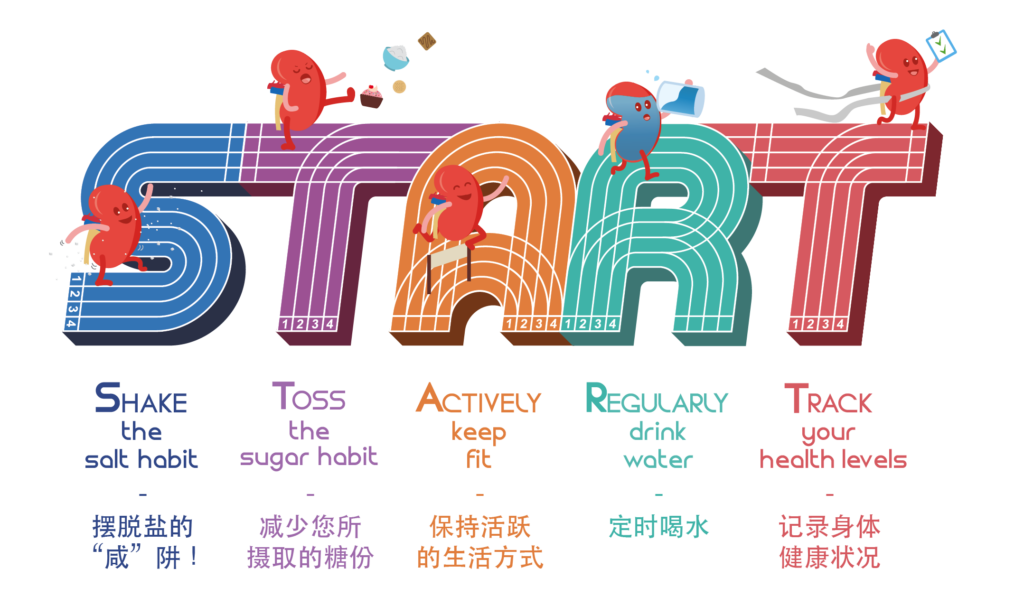 START
1 2 3 4
1 2 3 4
1 2 3 4
1 2 3 4
1 2 3 4
SHAKE
the
salt habit
-
摆脱盐的
“咸”阱！
TOSS
the
sugar habit
-
减少您所
摄取的糖份
ACTIVELY
keep
fit
-
保持活跃
的生活方式
REGULARLY
drink
water
-
定时喝水
TRACK
your
health levels
-
记录身体
健康状况